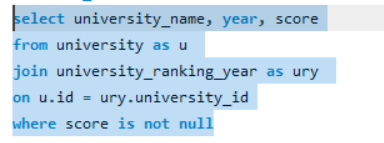 select university_name, year, score
from university as u
join university_ranking_year as ury
on u.id = ury.university_id
where score is not null